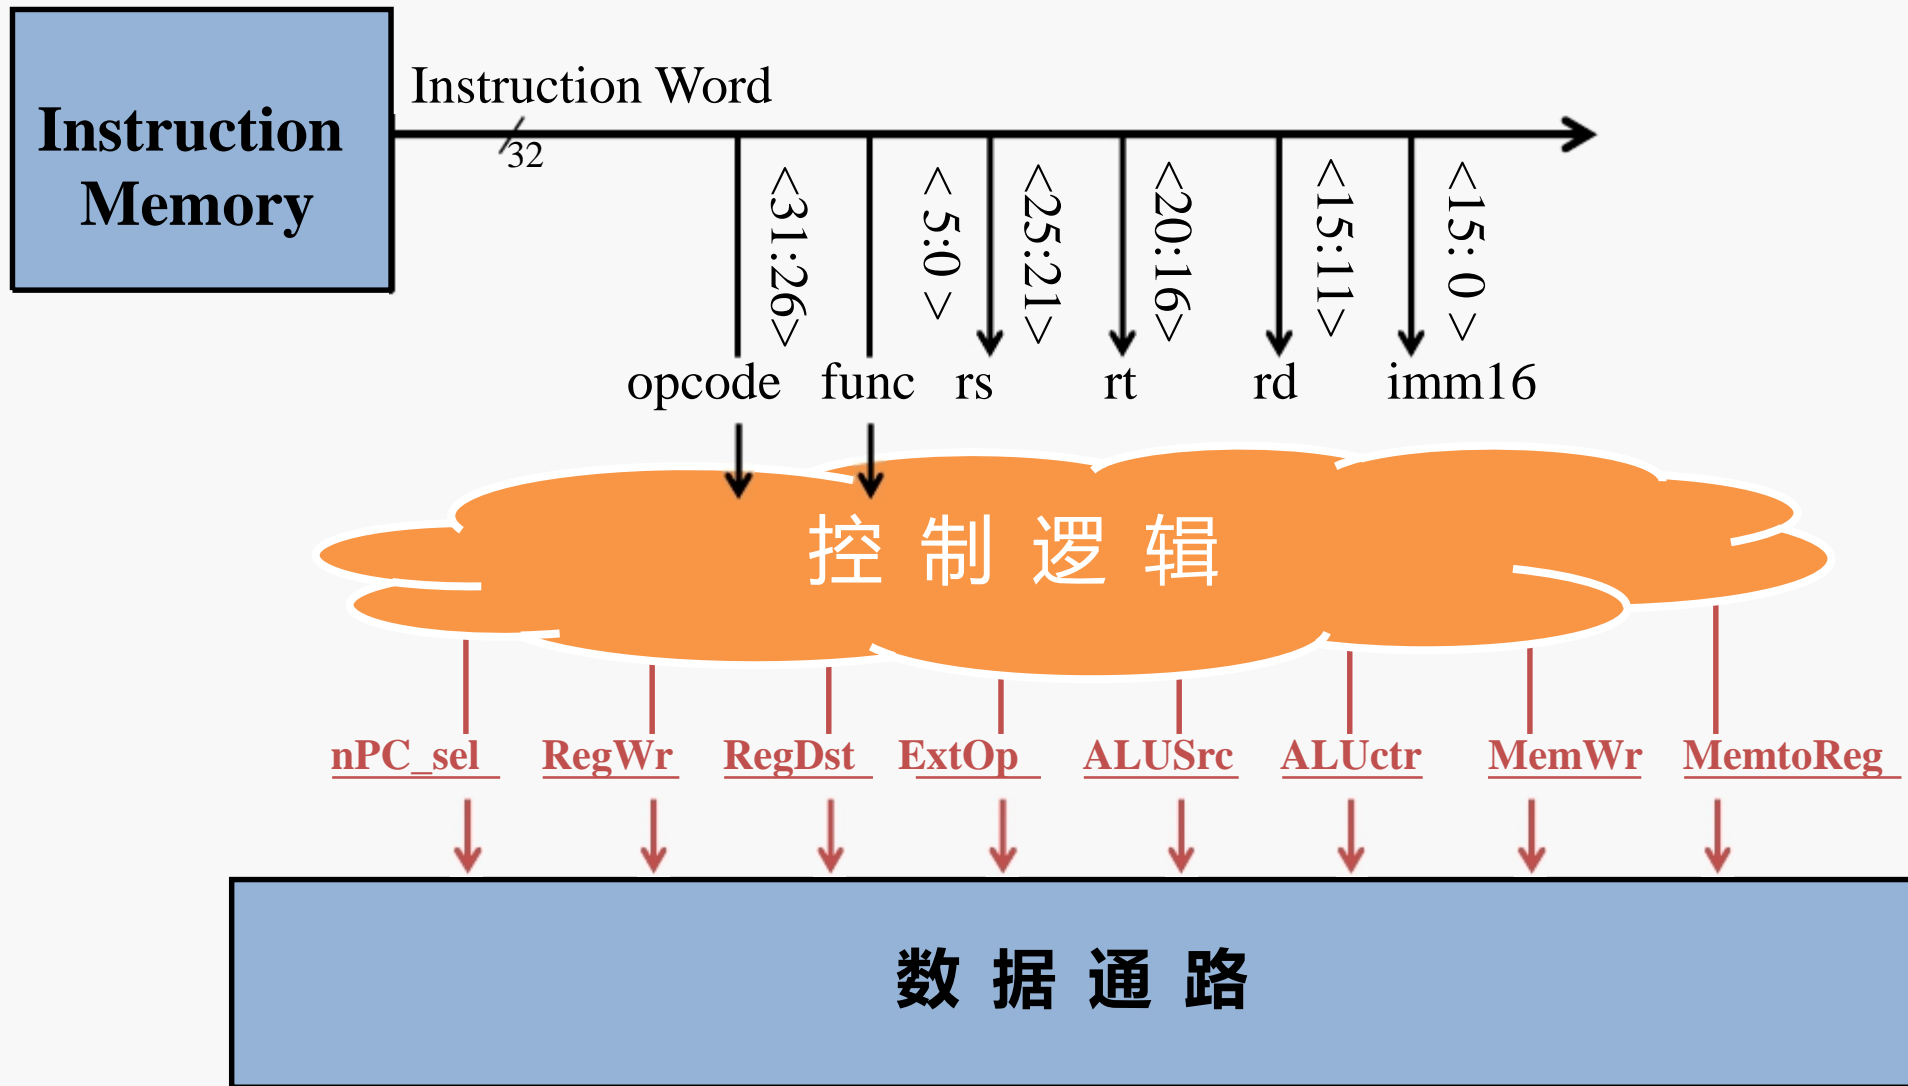 Instruction
Memory
Instruction Word
32
<31:26>
< 5:0 >
<25:21>
<20:16>
<15:11>
<15: 0 >
opcode func rs rt rd imm16
控制逻辑
nPC_sel RegWr RegDst ExtOp ALUSrc ALUctr MemWr MemtoReg
数据通路